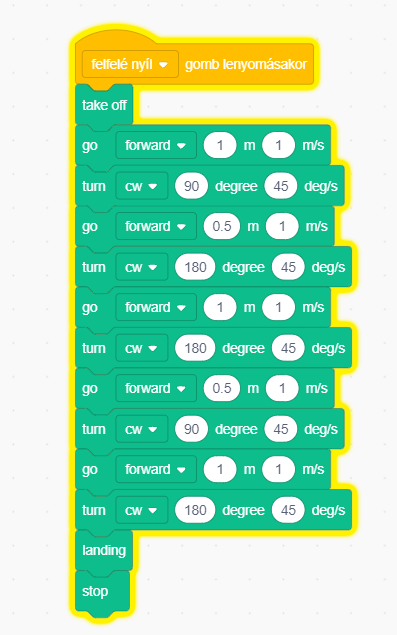 felfelé nyíl gomb lenyomásakor
take off
go forward 1 m 1 m/s
turn cw 90 degree 45 deg/s
go forward 0.5 m 1 m/s
turn cw 180 degree 45 deg/s
go forward 1 m 1 m/s
turn cw 180 degree 45 deg/s
go forward 0.5 m 1 m/s
turn cw 90 degree 45 deg/s
go forward 1 m 1 m/s
turn cw 180 degree 45 deg/s
landing
stop